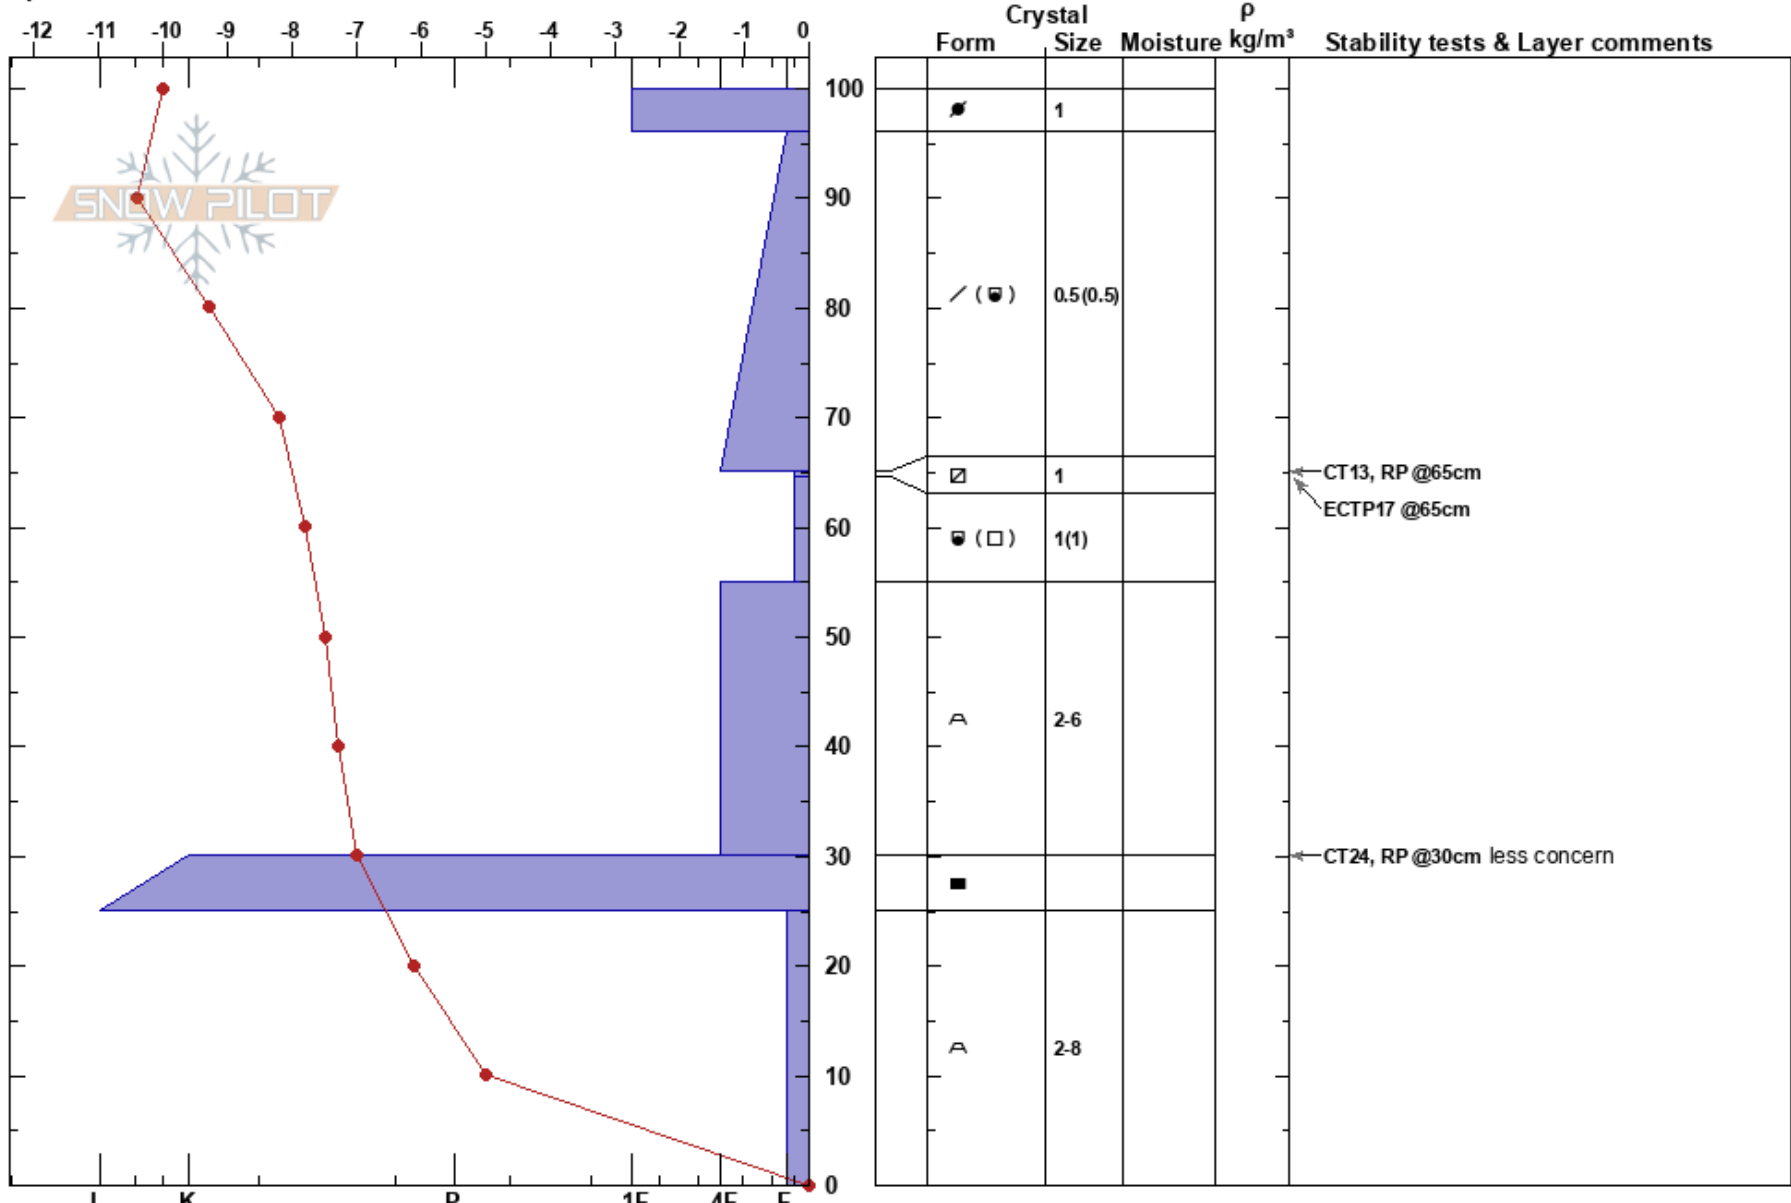 Crystal ρ
-12 -11 -10 -9 -8 -7 -6 -5 -4 -3 -2 -1 0 Form Size Moisture kg/m³ Stability tests & Layer comments
100
1
SNOW PILOT
90
80 0.5(0.5)
70
1 CT13, RP @65cm
ECTP17 @65cm
60 1(1)
50
2-6
40
30 CT24, RP @30cm less concern
20
2-8
10
0
I K P 1F 4F F